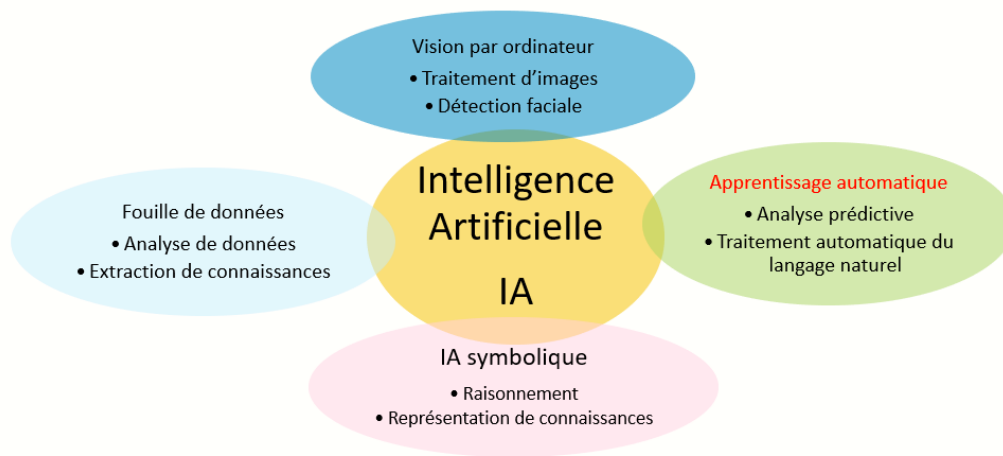 Vision par ordinateur
• Traitement d’images
• Détection faciale
Intelligence
Artificielle
IA
Fouille de données
• Analyse de données
• Extraction de connaissances
Apprentissage automatique
• Analyse prédictive
• Traitement automatique du
langage naturel
IA symbolique
• Raisonnement
• Représentation de connaissances